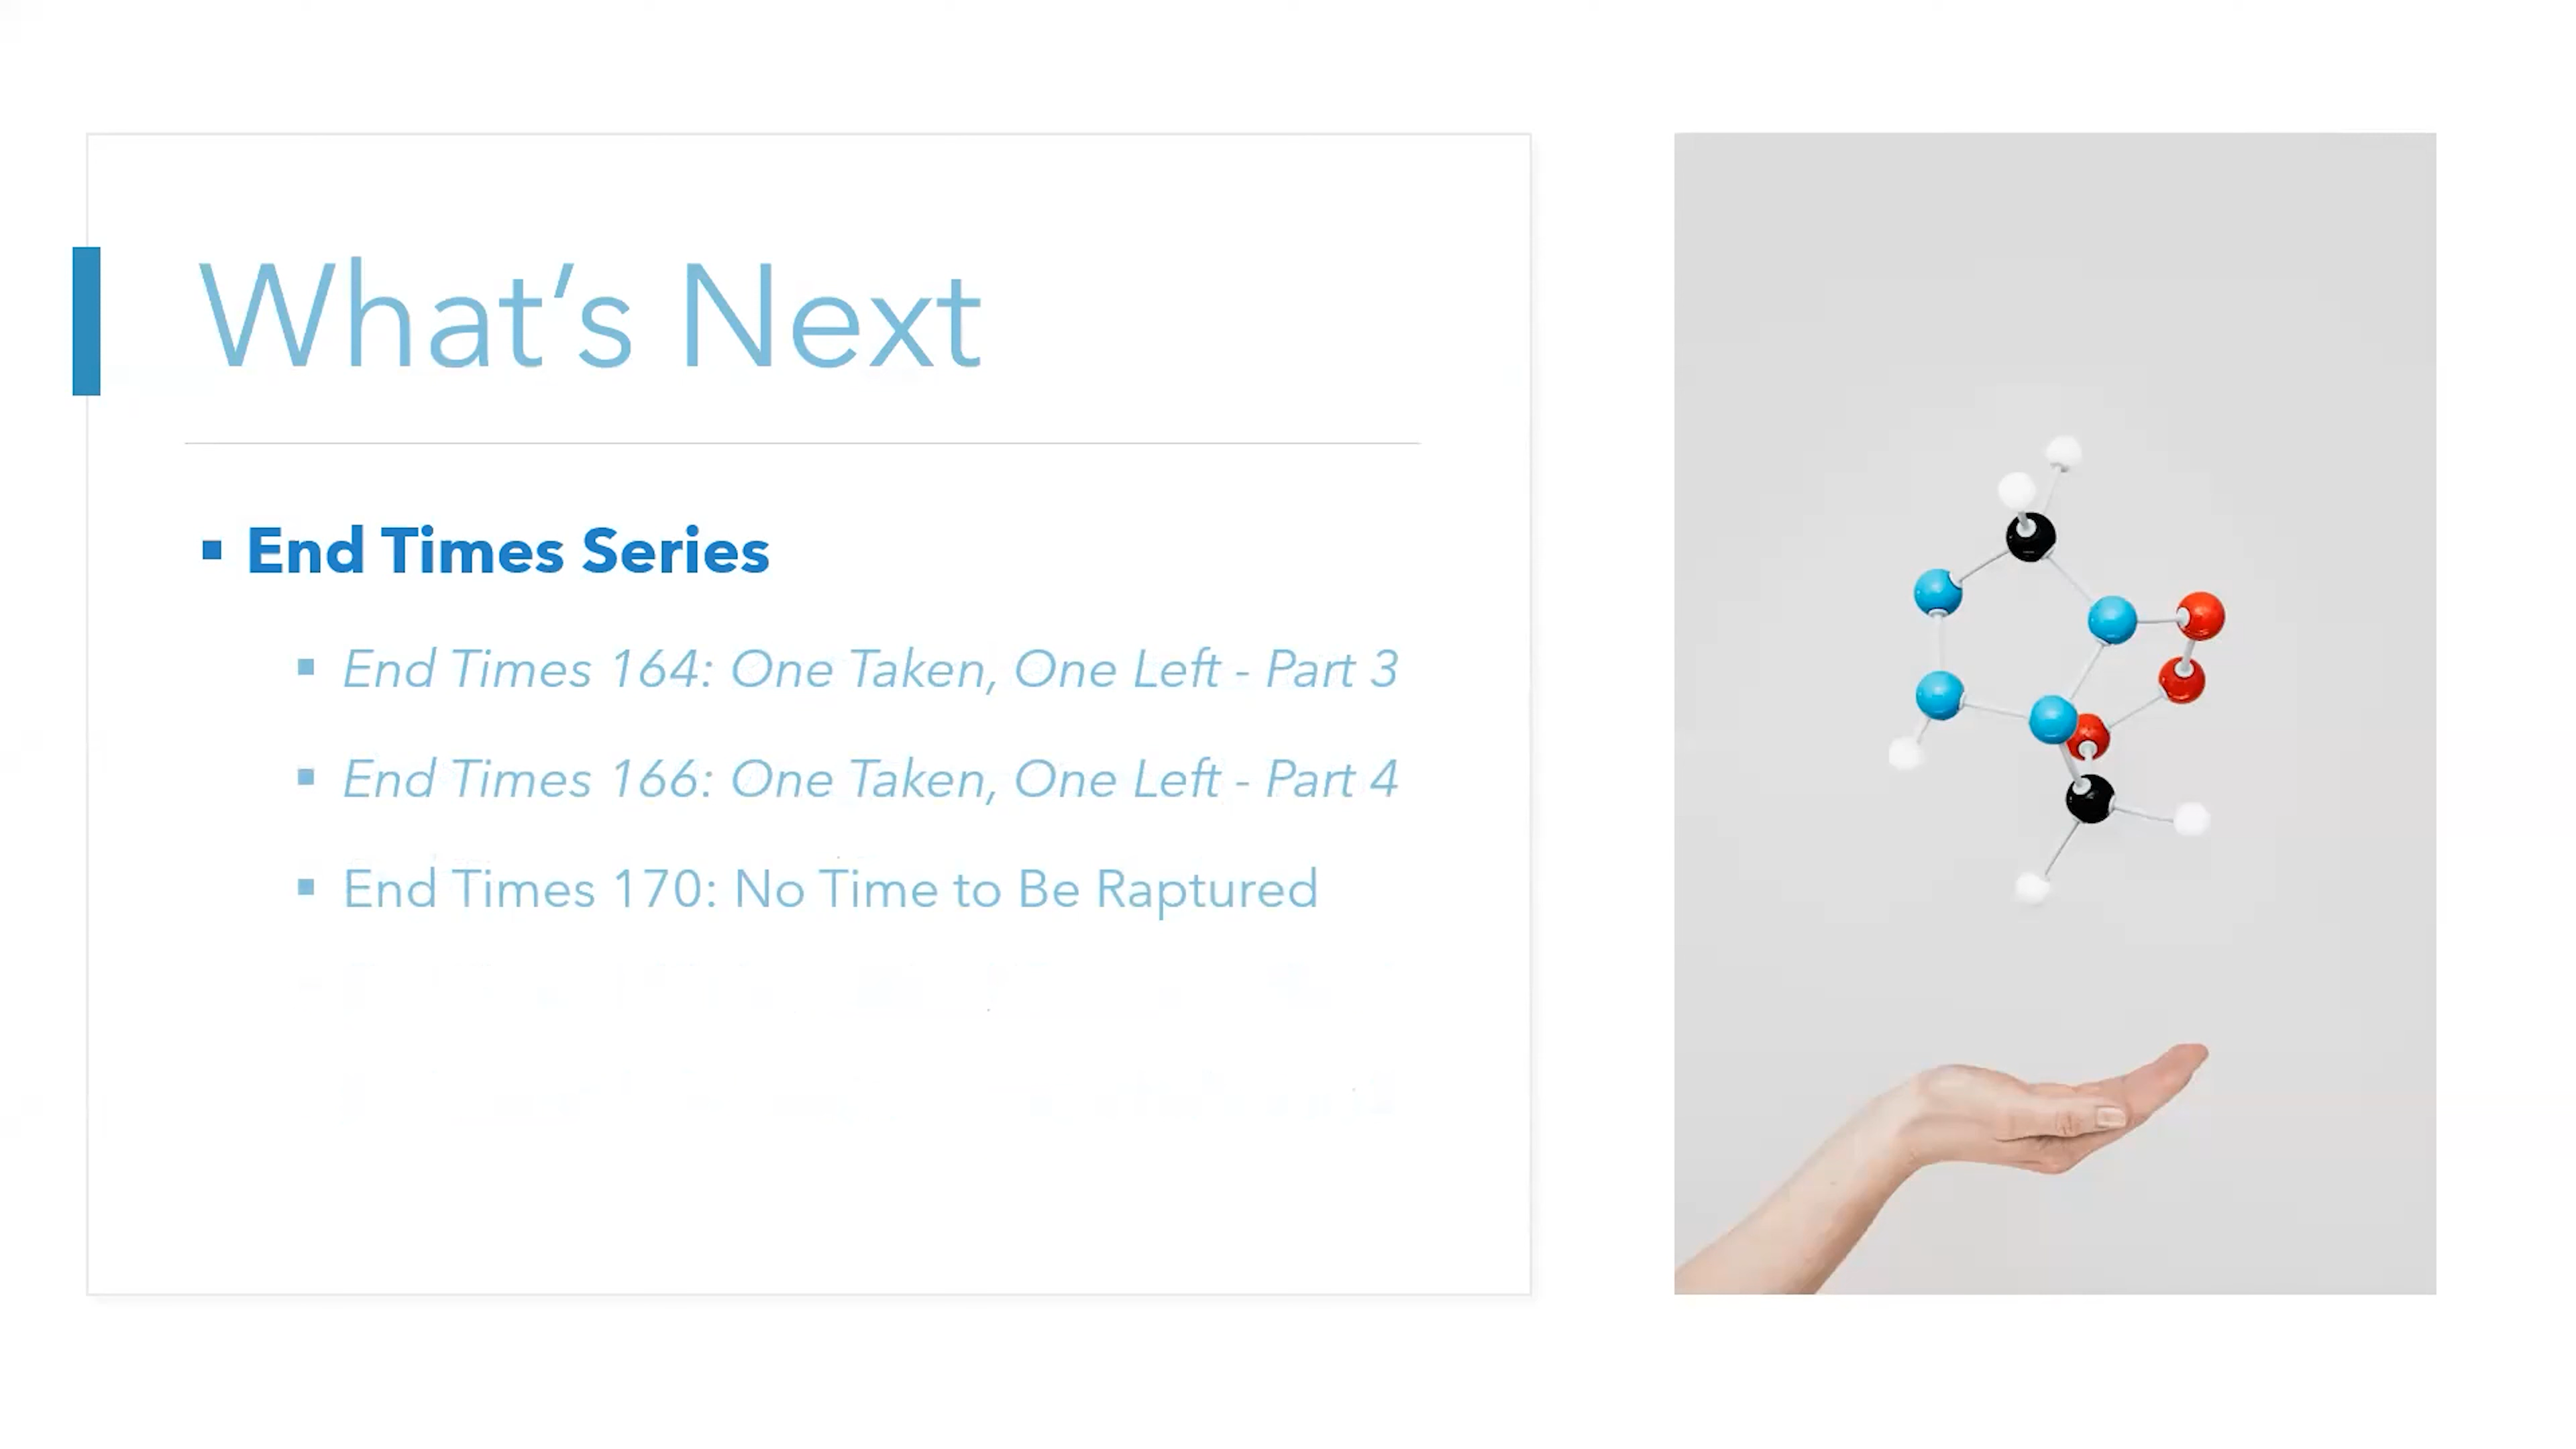 What's Next
End Times Series
End Times 164: One Taken, One Left - Part 3
End Times 166: One Taken, One Left - Part 4
End Times 170: No Time to Be Raptured